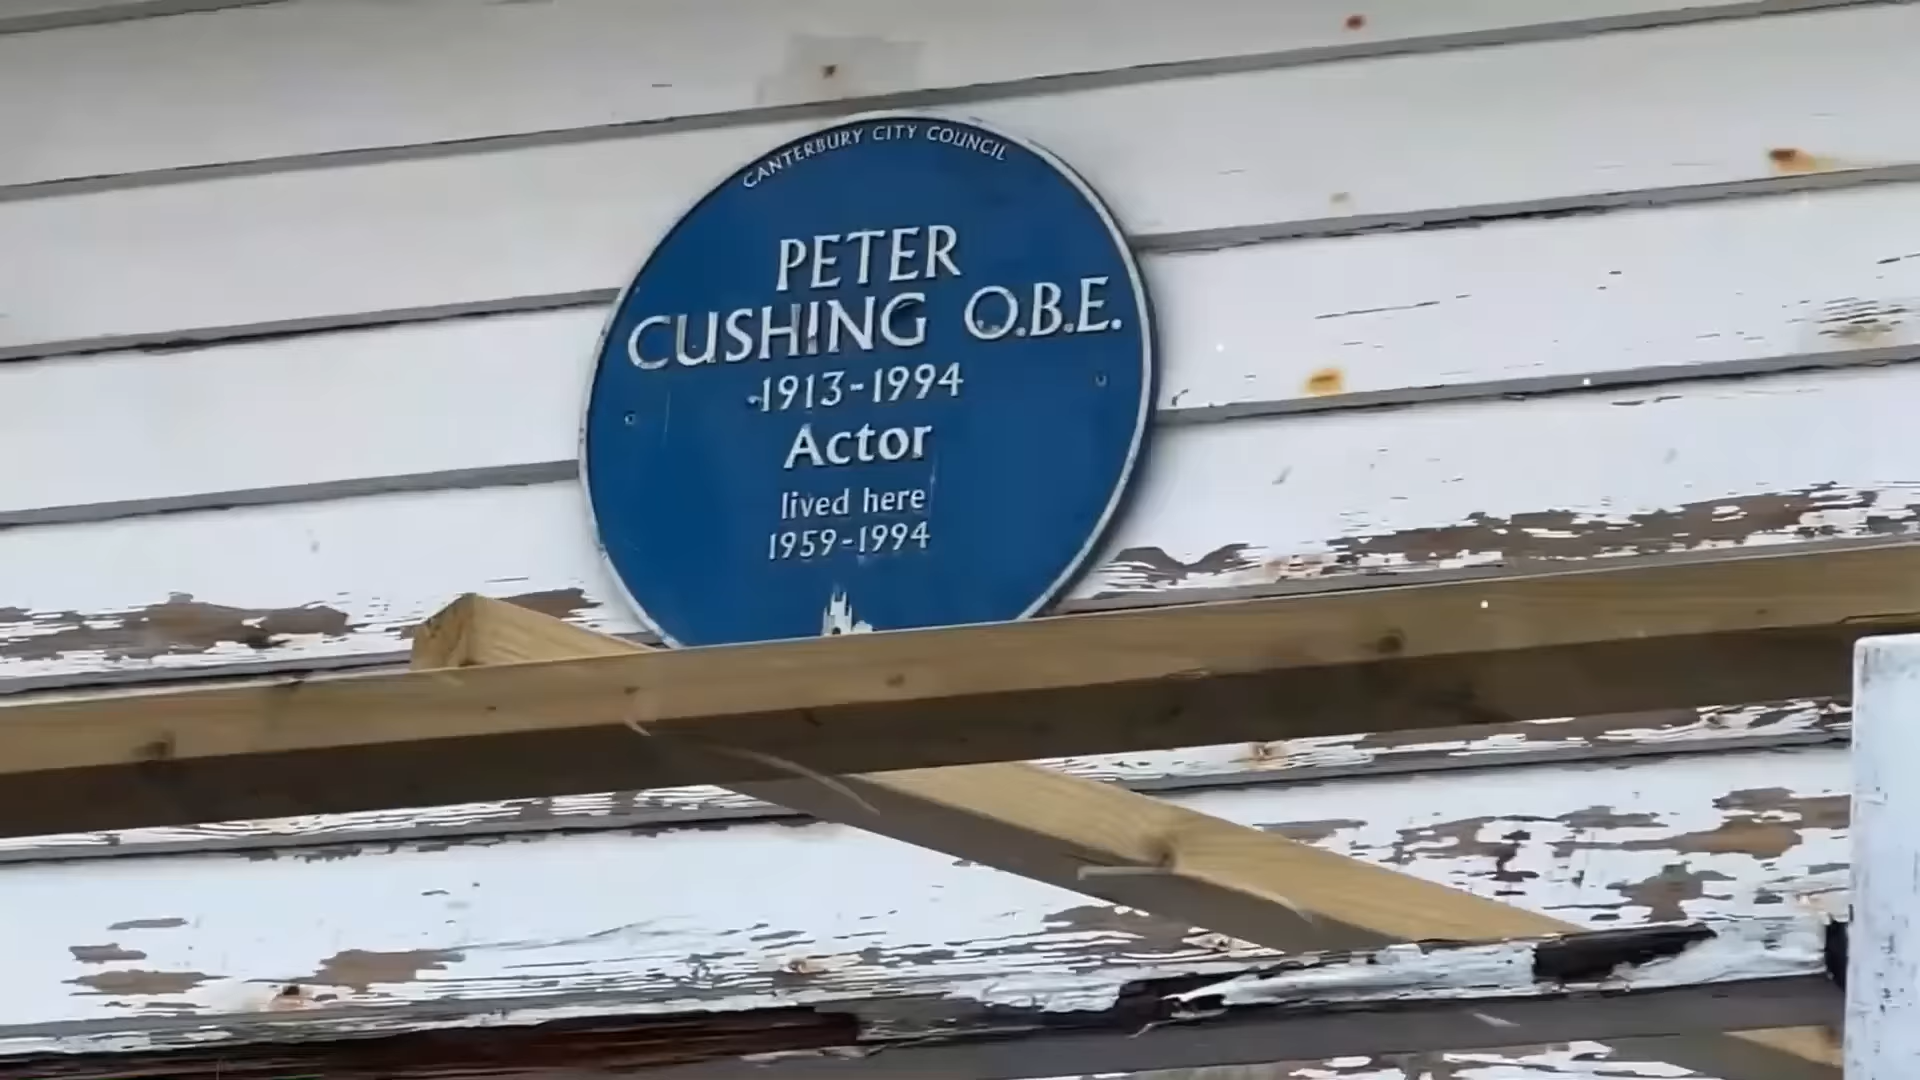 CANTERBURY CITY COUNCIL
PETER
CUSHING O.B.E.
1913-1994
Actor
lived here
1959-1994